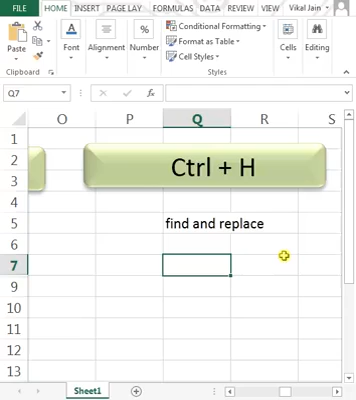 FILE HOME INSERT PAGE LAY FORMULAS DATA REVIEW VIEW Vikal Jain
Paste Font Alignment Number Conditional Formatting Format as Table Cell Styles Cells Editing
Clipboard Styles
Q7 fx
O P Q R S
1
2 Ctrl + H
3
4
5 find and replace
6
7
8
9
10
11
12
13
Sheet1